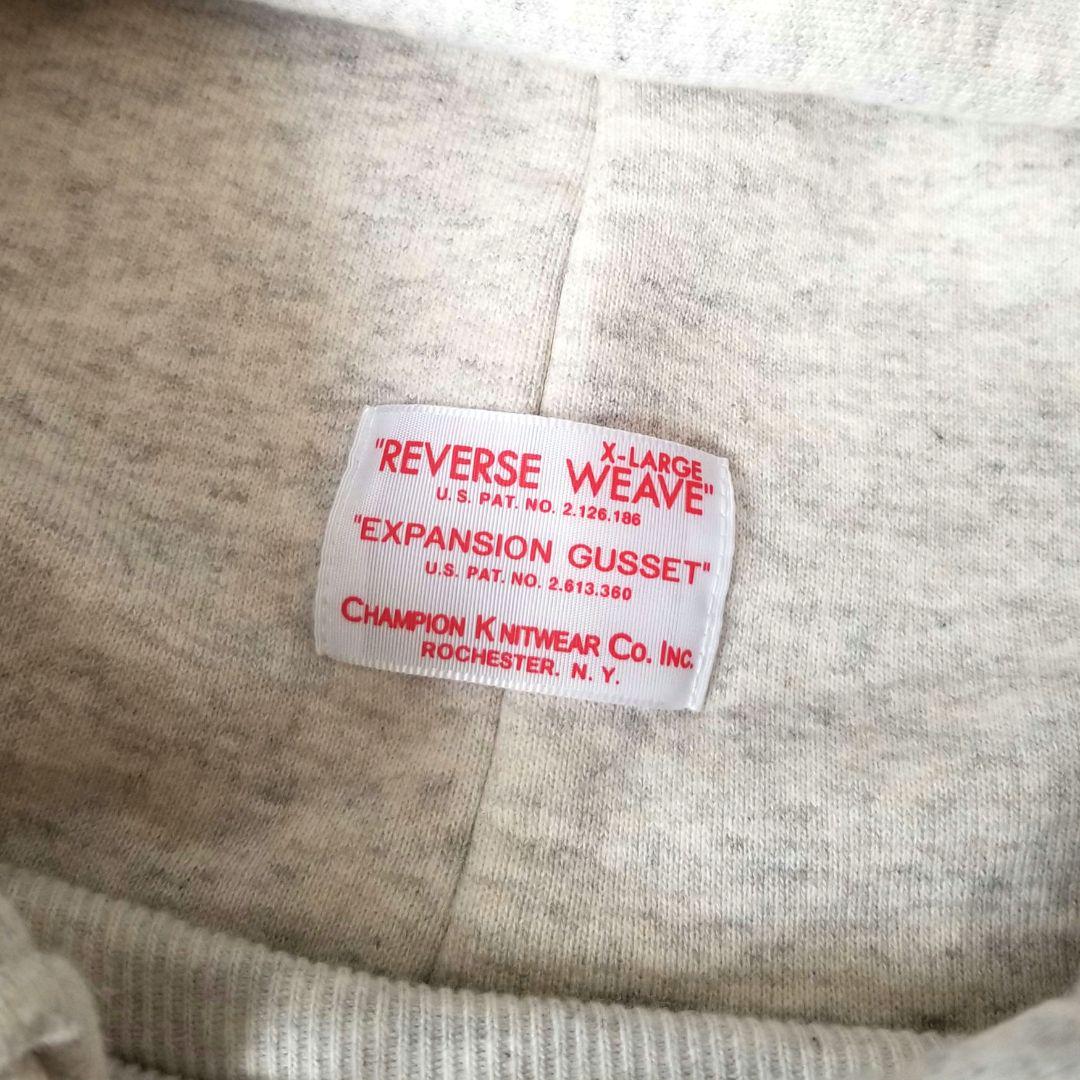 X-LARGE
"REVERSE WEAVE"
U.S. PAT. NO. 2.126.186
"EXPANSION GUSSET"
U.S. PAT. NO. 2.613.360
CHAMPION KNITWEAR CO. INC.
ROCHESTER. N. Y.